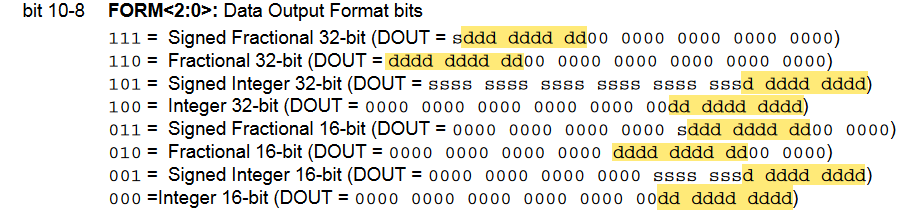 bit 10-8 FORM<2:0>: Data Output Format bits
111 = Signed Fractional 32-bit (DOUT = sddd dddd dd00 0000 0000 0000 0000)
110 = Fractional 32-bit (DOUT = dddd dddd dd00 0000 0000 0000 0000)
101 = Signed Integer 32-bit (DOUT = ssss ssss ssss ssss ssss sssd dddd dddd)
100 = Integer 32-bit (DOUT = 0000 0000 0000 0000 0000 00dd dddd dddd)
011 = Signed Fractional 16-bit (DOUT = 0000 0000 0000 0000 sddd dddd dd00 0000)
010 = Fractional 16-bit (DOUT = 0000 0000 0000 0000 dddd dddd dd00 0000)
001 = Signed Integer 16-bit (DOUT = 0000 0000 0000 0000 ssss sssd dddd dddd)
000 =Integer 16-bit (DOUT = 0000 0000 0000 0000 0000 00dd dddd dddd)